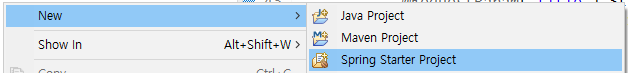 New
Java Project
Maven Project
Show In Alt+Shift+W
Spring Starter Project